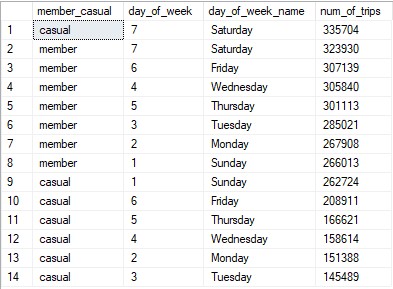 member_casual day_of_week day_of_week_name num_of_trips
1 casual 7 Saturday 335704
2 member 7 Saturday 323930
3 member 6 Friday 307139
4 member 4 Wednesday 305840
5 member 5 Thursday 301113
6 member 3 Tuesday 285021
7 member 2 Monday 267908
8 member 1 Sunday 266013
9 casual 1 Sunday 262724
10 casual 6 Friday 208911
11 casual 5 Thursday 166621
12 casual 4 Wednesday 158614
13 casual 2 Monday 151388
14 casual 3 Tuesday 145489